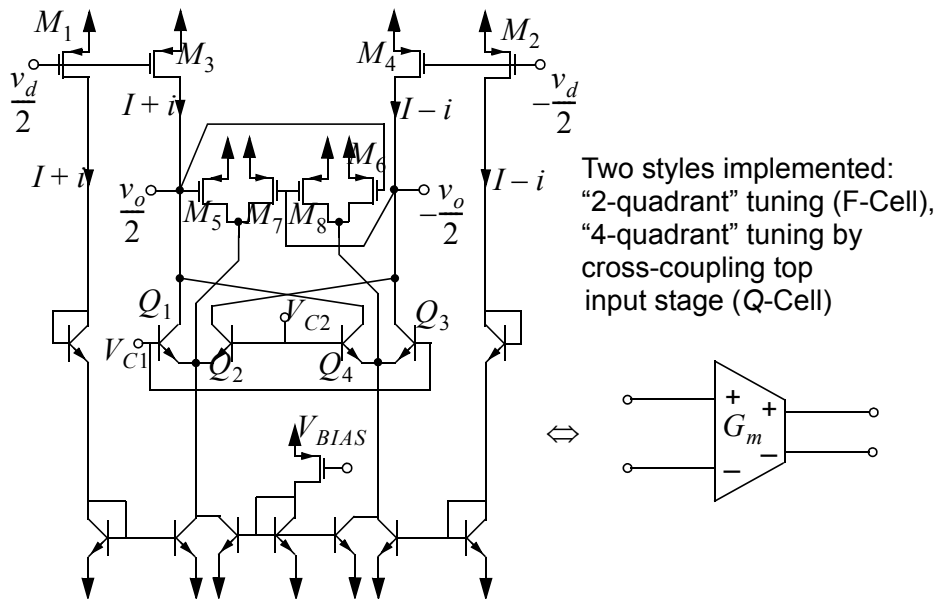 M1
M3
M4
M2
vd
2
I + i
I – i
–vd
2
I + i
M6
I – i
vo
2
M5
M7
M8
–vo
2
Two styles implemented:
“2-quadrant” tuning (F-Cell),
“4-quadrant” tuning by
cross-coupling top
input stage (Q-Cell)
Q1
VC2
Q3
VC1
Q2
Q4
VBIAS
⇔
+
+
Gm
–
–